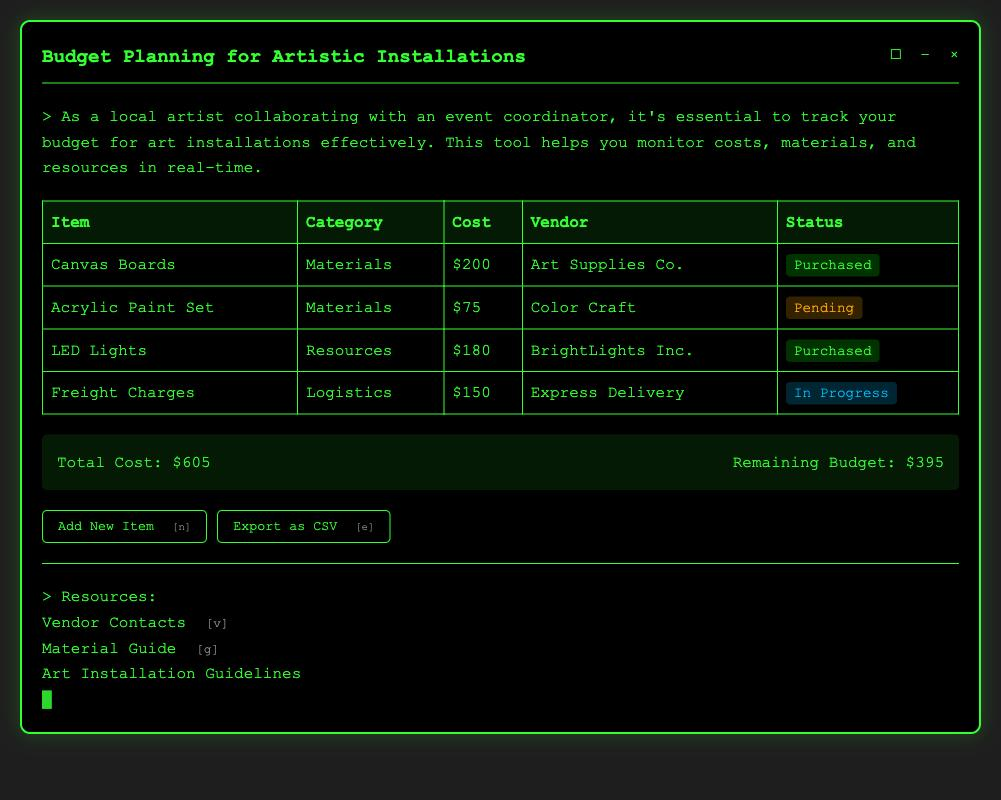 Budget Planning for Artistic Installations
> As a local artist collaborating with an event coordinator, it's essential to track your
budget for art installations effectively. This tool helps you monitor costs, materials, and
resources in real-time.
Item Category Cost Vendor Status
Canvas Boards Materials $200 Art Supplies Co. Purchased
Acrylic Paint Set Materials $75 Color Craft Pending
LED Lights Resources $180 BrightLights Inc. Purchased
Freight Charges Logistics $150 Express Delivery In Progress
Total Cost: $605 Remaining Budget: $395
Add New Item [n] Export as CSV [e]
> Resources:
Vendor Contacts [v]
Material Guide [g]
Art Installation Guidelines